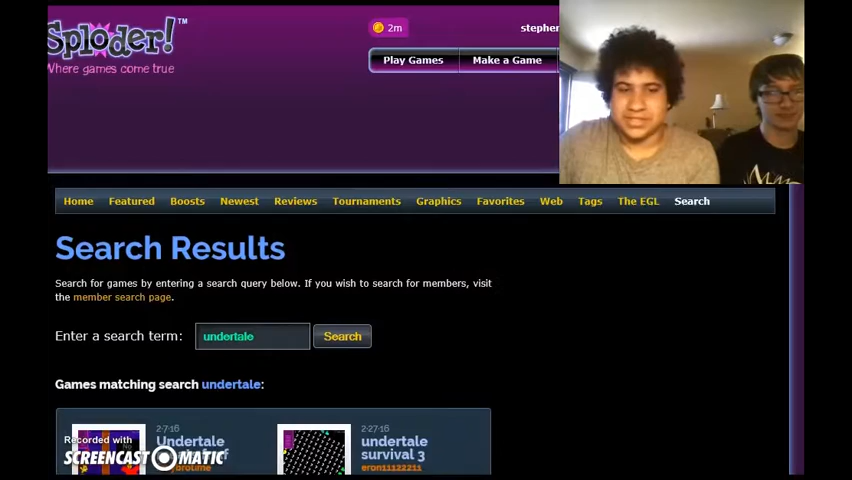 Sploder!™
Where games come true
2m
stephen
Play Games
Make a Game
Home
Featured
Boosts
Newest
Reviews
Tournaments
Graphics
Favorites
Web
Tags
The EGL
Search
Search Results
Search for games by entering a search query below. If you wish to search for members, visit
the member search page.
Enter a search term:
undertale
Search
Games matching search undertale:
2-7-16
Undertale
2-27-16
undertale
survival 3
eron11122211
Recorded with
SCREENCAST-O-MATIC